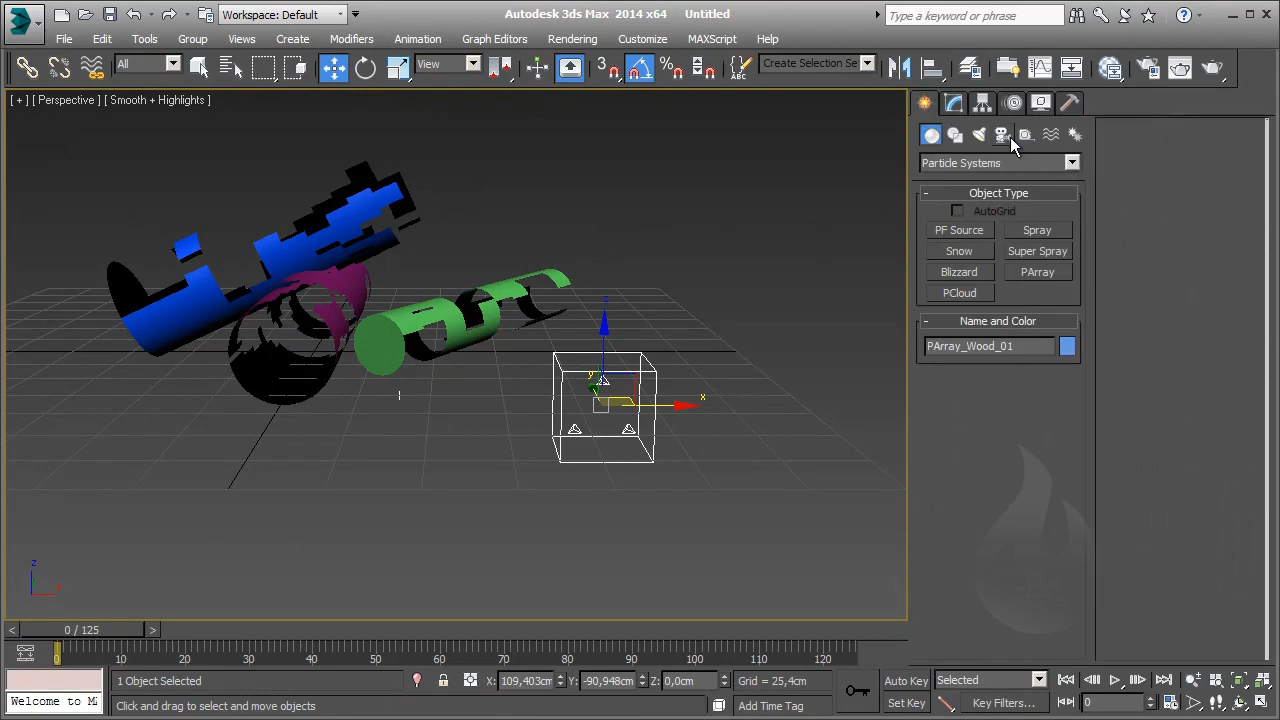 Workspace: Default
Autodesk 3ds Max 2014 x64 Untitled
Type a keyword or phrase
File Edit Tools Group Views Create Modifiers Animation Graph Editors Rendering Customize MAXScript Help
All
View
3
%
ABC
Create Selection Se
[ + ] [ Perspective ] [ Smooth + Highlights ]
Particle Systems
- Object Type
AutoGrid
PF Source Spray
Snow Super Spray
Blizzard PArray
PCloud
- Name and Color
PArray_Wood_01
z
y
x
z
x
< 0 / 125 >
0 10 20 30 40 50 60 70 80 90 100 110 120
1 Object Selected
X: 109,403cm Y: -90,948cm Z: 0,0cm Grid = 25,4cm
Auto Key Selected
Welcome to M
Click and drag to select and move objects
Add Time Tag
Set Key Key Filters... 0